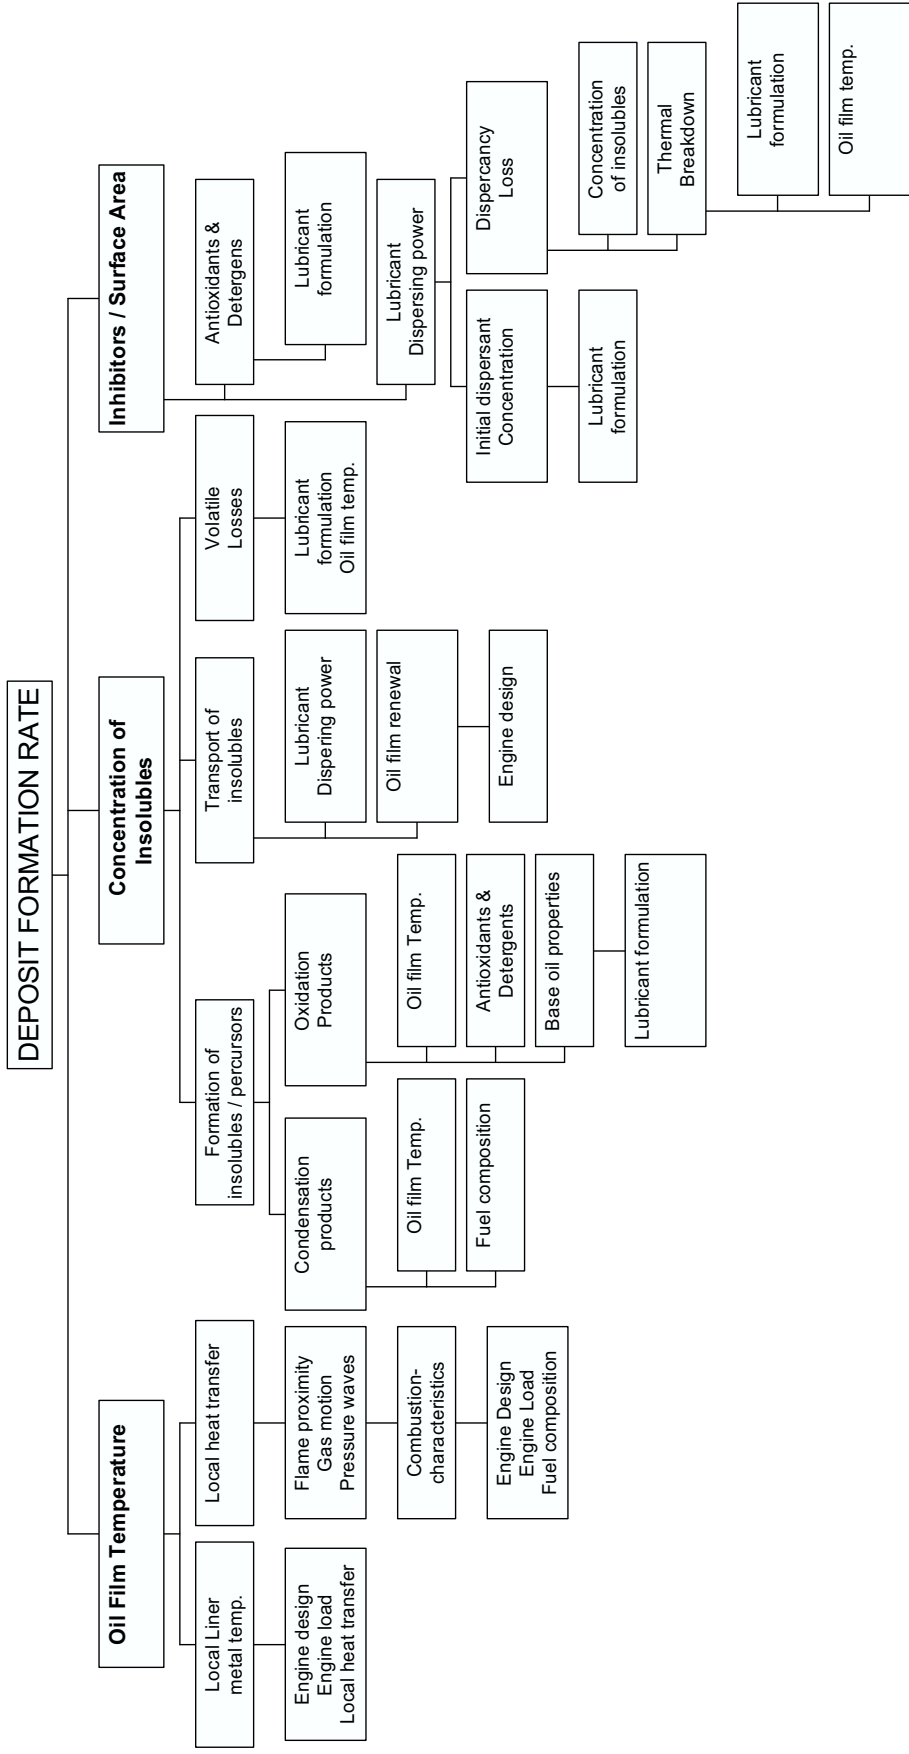 DEPOSIT FORMATION RATE
Oil Film Temperature
Local Liner
metal temp.
Engine design
Engine load
Local heat transfer
Local heat transfer
Flame proximity
Gas motion
Pressure waves
Combustion-
characteristics
Engine Design
Engine Load
Fuel composition
Concentration of
Insolubles
Formation of
insolubles / percursors
Condensation
products
Oil film Temp.
Fuel composition
Oxidation
Products
Oil film Temp.
Antioxidants &
Detergents
Base oil properties
Lubricant formulation
Transport of
insolubles
Lubricant
Dispering power
Oil film renewal
Engine design
Volatile
Losses
Lubricant
formulation
Oil film temp.
Inhibitors / Surface Area
Antioxidants &
Detergens
Lubricant
formulation
Lubricant
Dispersing power
Initial dispersant
Concentration
Lubricant
formulation
Dispercancy
Loss
Concentration
of insolubles
Thermal
Breakdown
Lubricant
formulation
Oil film temp.